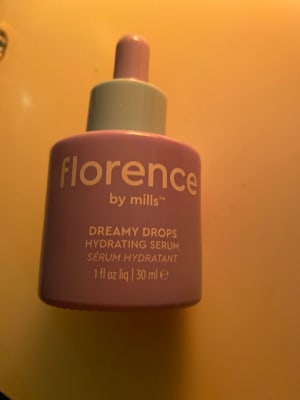 florence
by mills™
DREAMY DROPS
HYDRATING SERUM
SÉRUM HYDRATANT
1 fl oz liq | 30 ml ℮